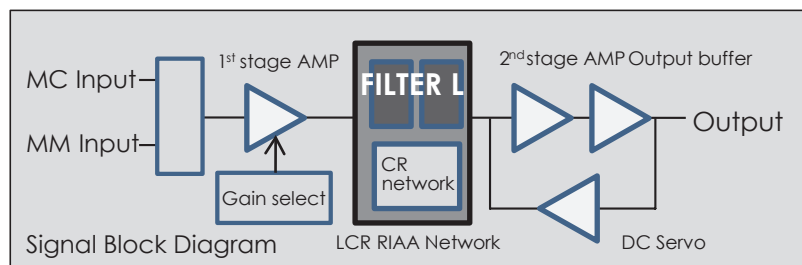 1st stage AMP
2nd stage AMP Output buffer
MC Input
MM Input
FILTER L
Output
CR
network
Gain select
Signal Block Diagram
LCR RIAA Network
DC Servo